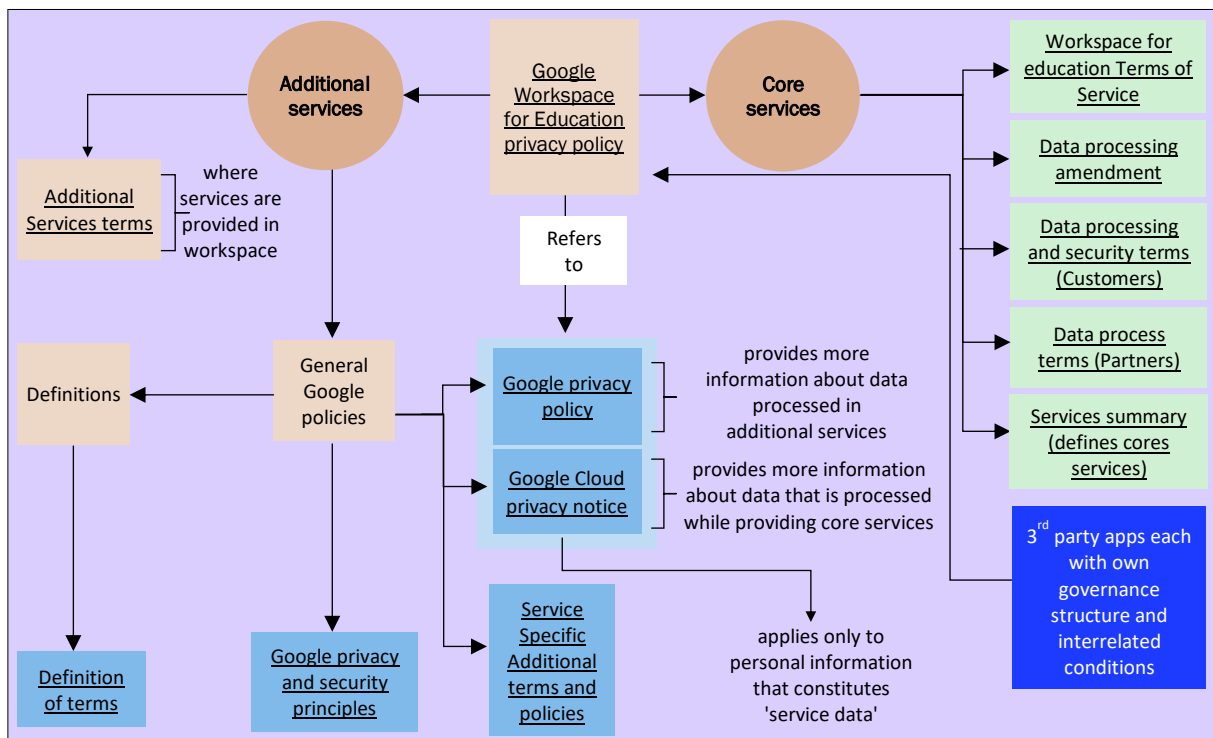 Additional
services
Google
Workspace
for Education
privacy policy
Core
services
Workspace for
education Terms of
Service
Additional
Services terms
where
services are
provided in
workspace
Data processing
amendment
Refers
to
Data processing
and security terms
(Customers)
Data process
terms (Partners)
Definitions
General
Google
policies
Google privacy
policy
provides more
information about data
processed in
additional services
Services summary
(defines cores
services)
Google Cloud
privacy notice
provides more information
about data that is processed
while providing core services
3rd party apps each
with own
governance
structure and
interrelated
conditions
Definition
of terms
Google privacy
and security
principles
Service
Specific
Additional
terms and
policies
applies only to
personal information
that constitutes
'service data'